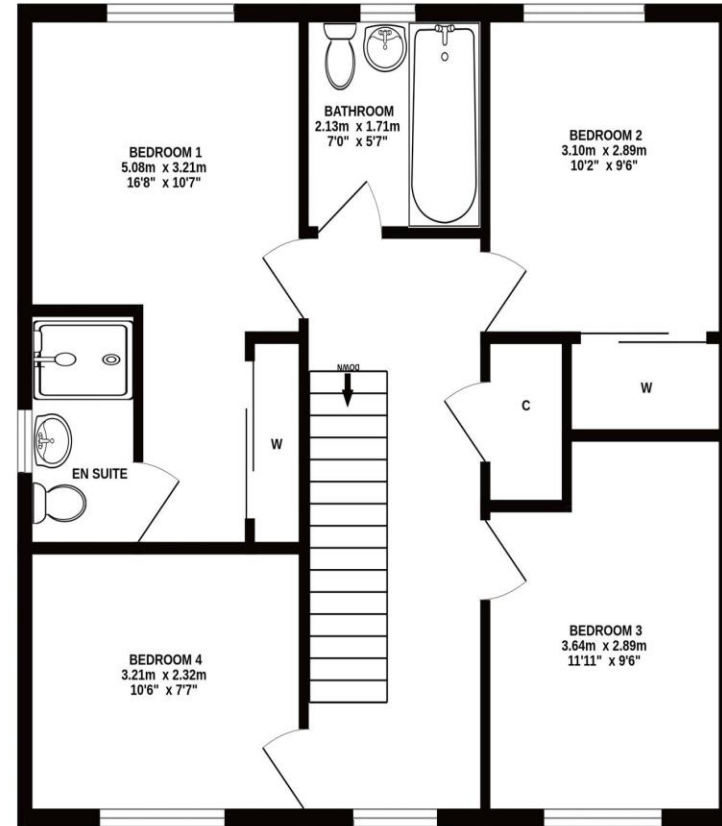 BEDROOM 1
5.08m x 3.21m
16'8" x 10'7"
BATHROOM
2.13m x 1.71m
7'0" x 5'7"
BEDROOM 2
3.10m x 2.89m
10'2" x 9'6"
DOWN
W
C
W
EN SUITE
BEDROOM 4
3.21m x 2.32m
10'6" x 7'7"
BEDROOM 3
3.64m x 2.89m
11'11" x 9'6"